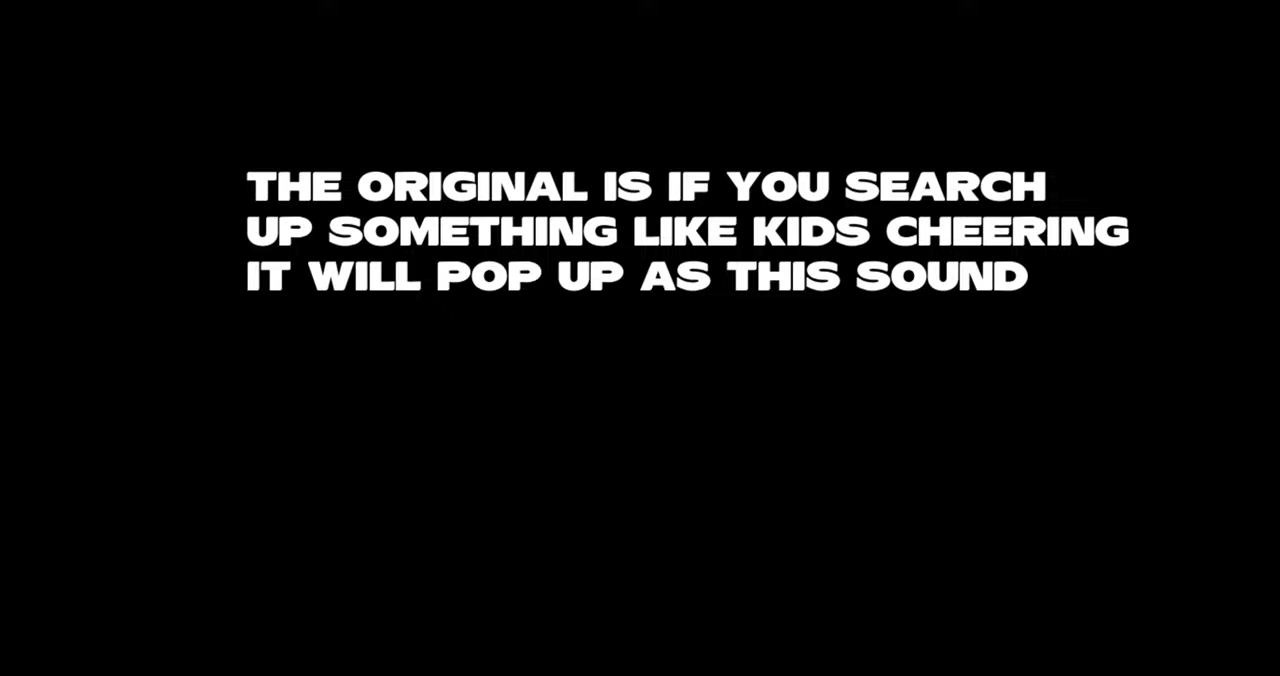 THE ORIGINAL IS IF YOU SEARCH
UP SOMETHING LIKE KIDS CHEERING
IT WILL POP UP AS THIS SOUND